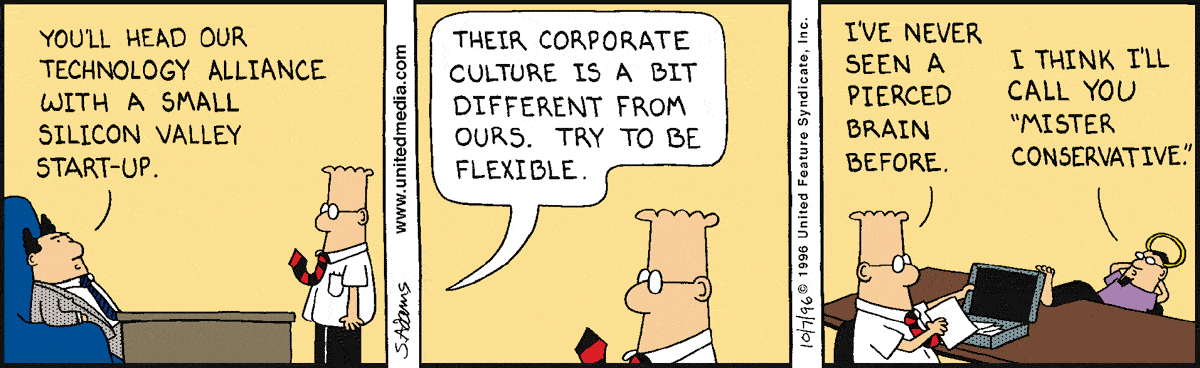 YOU'LL HEAD OUR
TECHNOLOGY ALLIANCE
WITH A SMALL
SILICON VALLEY
START-UP.
S.Adams
www.unitedmedia.com
THEIR CORPORATE
CULTURE IS A BIT
DIFFERENT FROM
OURS. TRY TO BE
FLEXIBLE.
10/7/96 © 1996 United Feature Syndicate, Inc.
I'VE NEVER
SEEN A
PIERCED
BRAIN
BEFORE.
I THINK I'LL
CALL YOU
"MISTER
CONSERVATIVE."